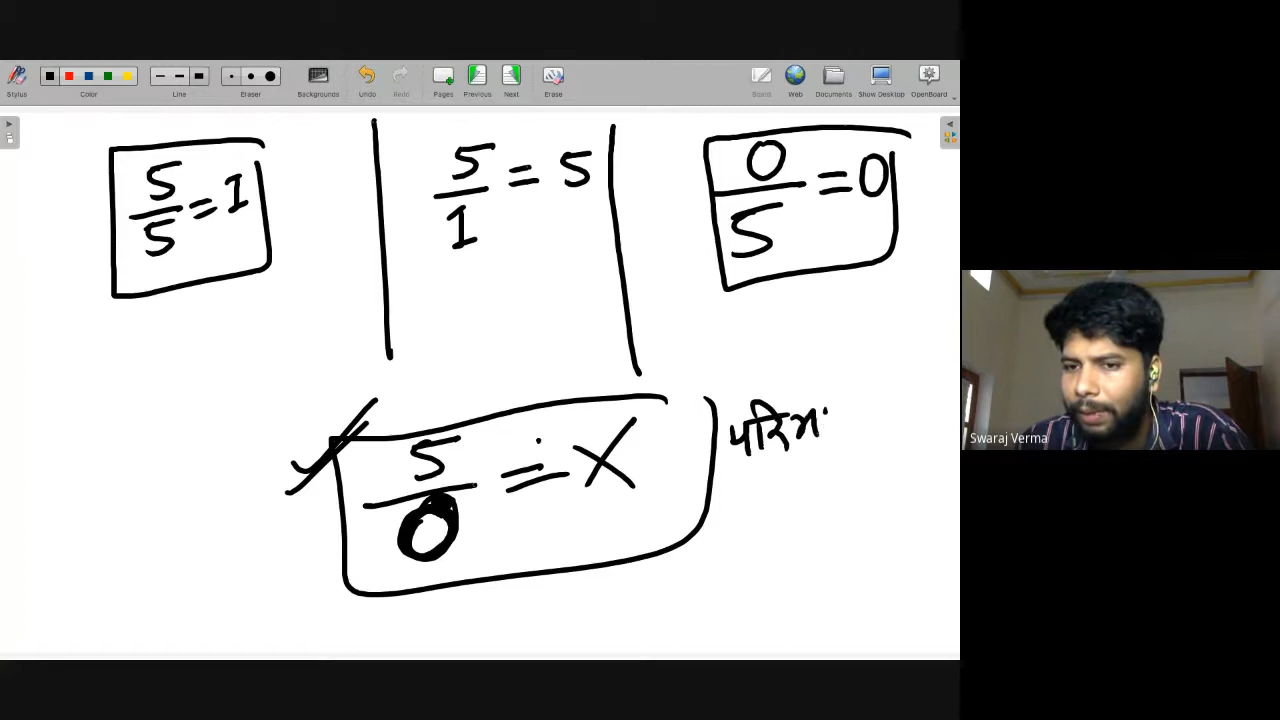 Stylus Color Line Eraser Backgrounds Undo Redo Pages Previous Next Erase Board Web Documents Show Desktop OpenBoard
5/5 = 1
5/1 = 5
0/5 = 0
5/0 = X
Swaraj Verma